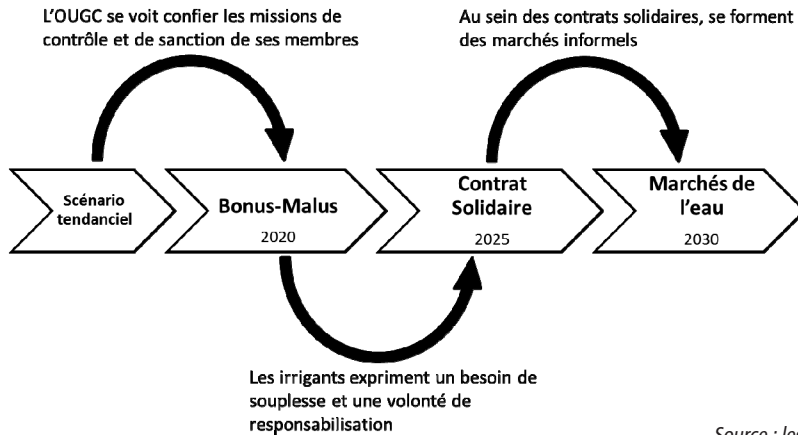 L'OUGC se voit confier les missions de
contrôle et de sanction de ses membres
Au sein des contrats solidaires, se forment
des marchés informels
Scénario
tendanciel
Bonus-Malus
2020
Contrat
Solidaire
2025
Marchés de
l'eau
2030
Les irrigants expriment un besoin de
souplesse et une volonté de
responsabilisation
Source :